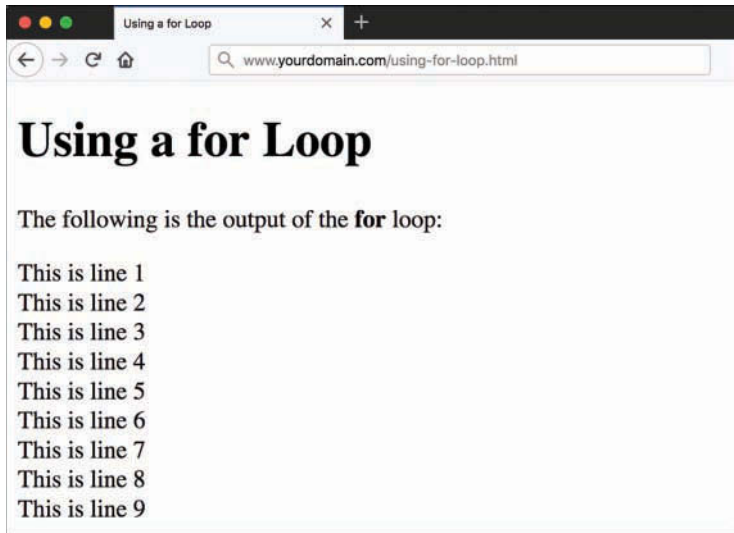 Using a for Loop
www.yourdomain.com/using-for-loop.html
Using a for Loop
The following is the output of the for loop:
This is line 1
This is line 2
This is line 3
This is line 4
This is line 5
This is line 6
This is line 7
This is line 8
This is line 9